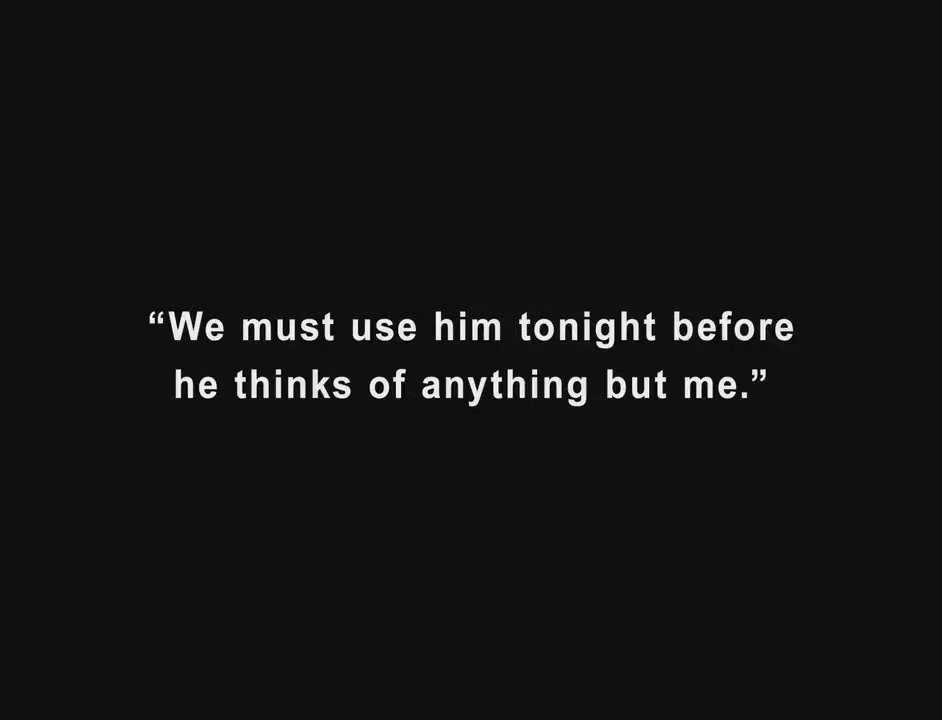 “We must use him tonight before
he thinks of anything but me.”